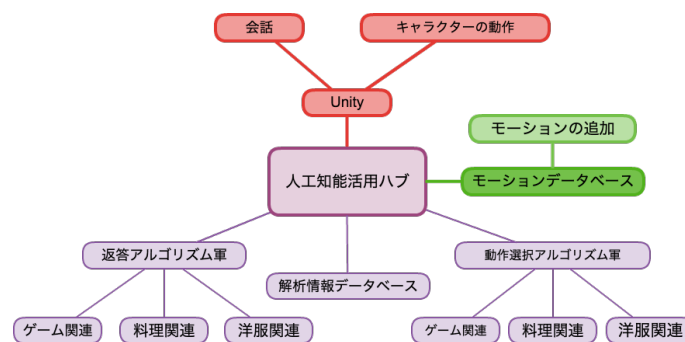 会話
キャラクターの動作
Unity
モーションの追加
人工知能活用ハブ
モーションデータベース
返答アルゴリズム軍
動作選択アルゴリズム軍
解析情報データベース
ゲーム関連
料理関連
洋服関連
ゲーム関連
料理関連
洋服関連